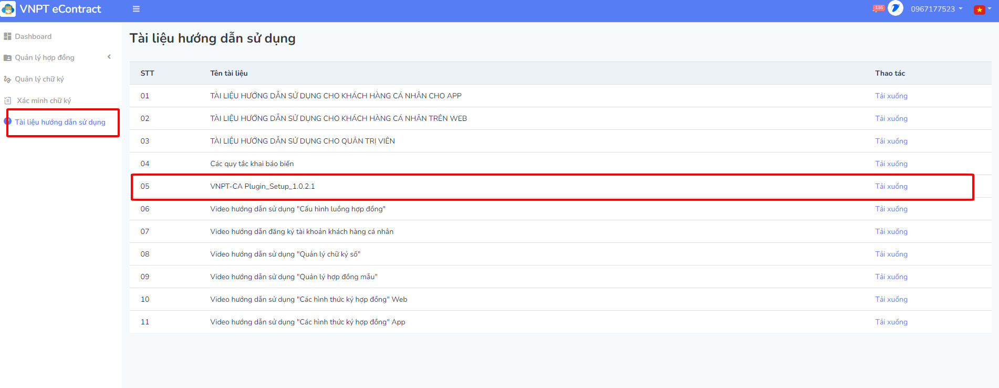 VNPT eContract
136
0967177523
Dashboard
Quản lý hợp đồng
Quản lý chữ ký
Xác minh chữ ký
Tài liệu hướng dẫn sử dụng
Tài liệu hướng dẫn sử dụng
STT Tên tài liệu Thao tác
01 TÀI LIỆU HƯỚNG DẪN SỬ DỤNG CHO KHÁCH HÀNG CÁ NHÂN CHO APP Tải xuống
02 TÀI LIỆU HƯỚNG DẪN SỬ DỤNG CHO KHÁCH HÀNG CÁ NHÂN TRÊN WEB Tải xuống
03 TÀI LIỆU HƯỚNG DẪN SỬ DỤNG CHO QUẢN TRỊ VIÊN Tải xuống
04 Các quy tắc khai báo biến Tải xuống
05 VNPT-CA Plugin_Setup_1.0.2.1 Tải xuống
06 Video hướng dẫn sử dụng "Cấu hình luồng hợp đồng" Tải xuống
07 Video hướng dẫn đăng ký tài khoản khách hàng cá nhân Tải xuống
08 Video hướng dẫn sử dụng "Quản lý chữ ký số" Tải xuống
09 Video hướng dẫn sử dụng "Quản lý hợp đồng mẫu" Tải xuống
10 Video hướng dẫn sử dụng "Các hình thức ký hợp đồng" Web Tải xuống
11 Video hướng dẫn sử dụng "Các hình thức ký hợp đồng" App Tải xuống